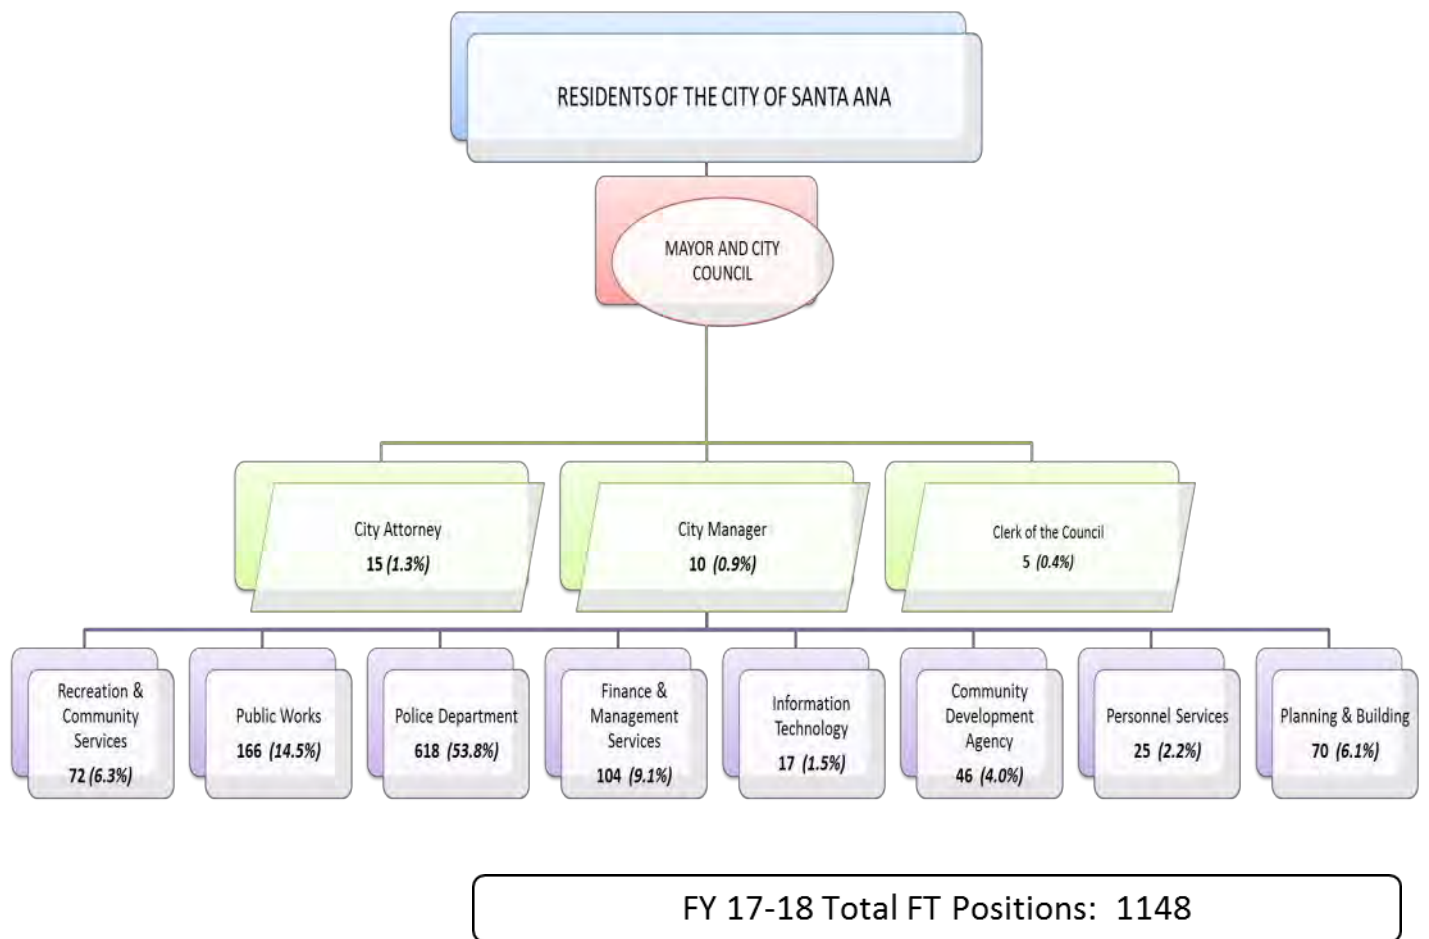 RESIDENTS OF THE CITY OF SANTA ANA
MAYOR AND CITY
COUNCIL
City Attorney
15 (1.3%)
City Manager
10 (0.9%)
Clerk of the Council
5 (0.4%)
Recreation &
Community
Services
72 (6.3%)
Public Works
166 (14.5%)
Police Department
618 (53.8%)
Finance &
Management
Services
104 (9.1%)
Information
Technology
17 (1.5%)
Community
Development
Agency
46 (4.0%)
Personnel Services
25 (2.2%)
Planning & Building
70 (6.1%)
FY 17-18 Total FT Positions: 1148